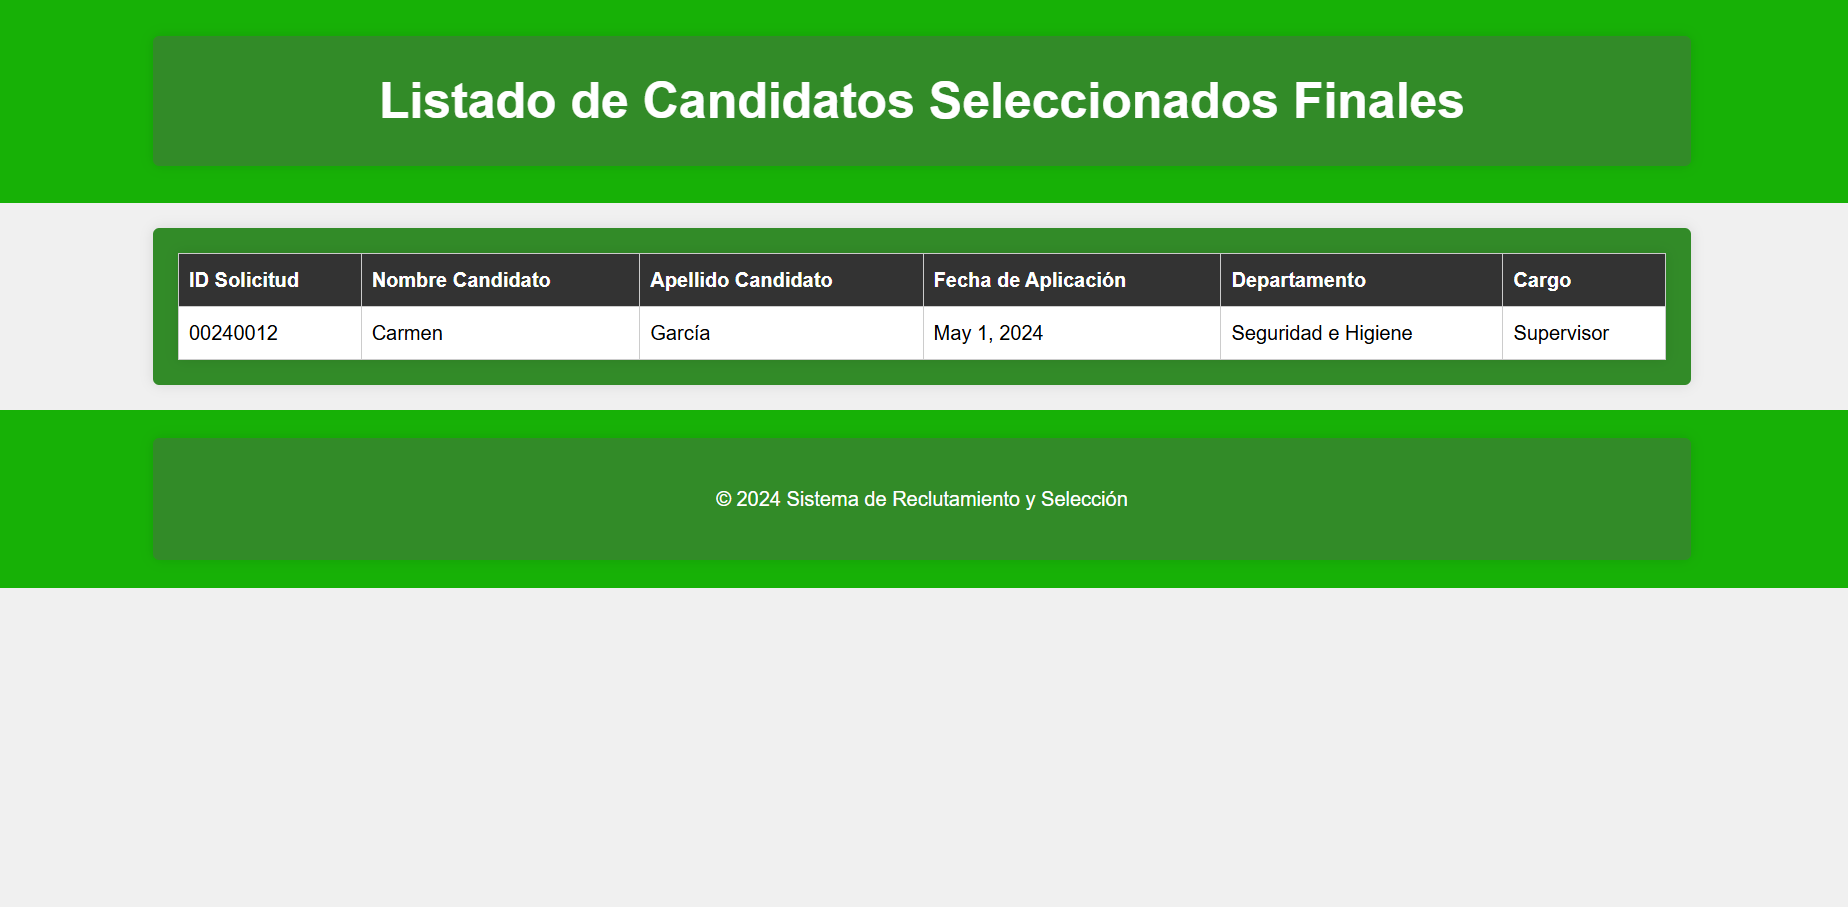 Listado de Candidatos Seleccionados Finales
ID Solicitud Nombre Candidato Apellido Candidato Fecha de Aplicación Departamento Cargo
00240012 Carmen García May 1, 2024 Seguridad e Higiene Supervisor
© 2024 Sistema de Reclutamiento y Selección